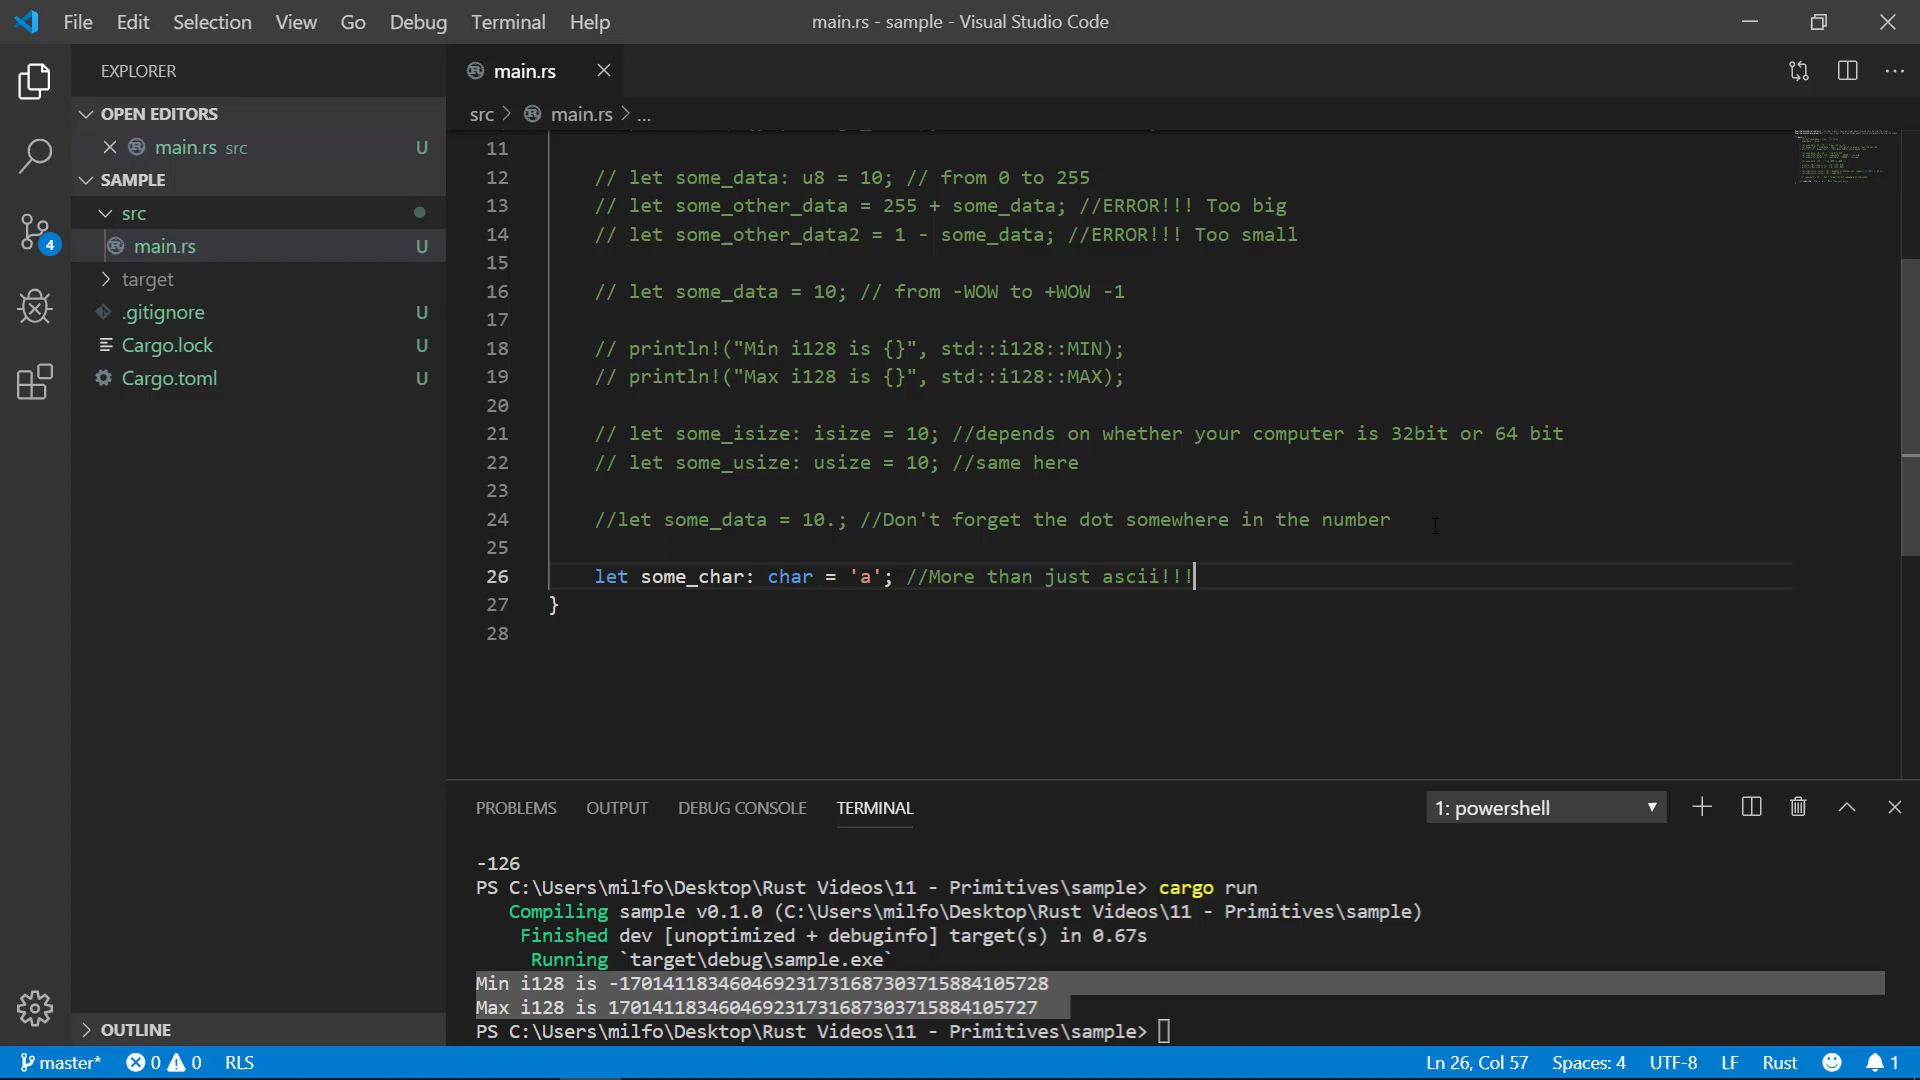 File Edit Selection View Go Debug Terminal Help
main.rs - sample - Visual Studio Code
EXPLORER
OPEN EDITORS
main.rs src U
SAMPLE
src
main.rs U
target
.gitignore U
Cargo.lock U
Cargo.toml U
OUTLINE
4
main.rs
src > main.rs > ...
11
12 // let some_data: u8 = 10; // from 0 to 255
13 // let some_other_data = 255 + some_data; //ERROR!!! Too big
14 // let some_other_data2 = 1 - some_data; //ERROR!!! Too small
15
16 // let some_data = 10; // from -WOW to +WOW -1
17
18 // println!("Min i128 is {}", std::i128::MIN);
19 // println!("Max i128 is {}", std::i128::MAX);
20
21 // let some_isize: isize = 10; //depends on whether your computer is 32bit or 64 bit
22 // let some_usize: usize = 10; //same here
23
24 //let some_data = 10.; //Don't forget the dot somewhere in the number
25
26 let some_char: char = 'a'; //More than just ascii!!!
27 }
28
PROBLEMS OUTPUT DEBUG CONSOLE TERMINAL
1: powershell
-126
PS C:\Users\milfo\Desktop\Rust Videos\11 - Primitives\sample> cargo run
Compiling sample v0.1.0 (C:\Users\milfo\Desktop\Rust Videos\11 - Primitives\sample)
Finished dev [unoptimized + debuginfo] target(s) in 0.67s
Running `target\debug\sample.exe`
Min i128 is -170141183460469231731687303715884105728
Max i128 is 170141183460469231731687303715884105727
PS C:\Users\milfo\Desktop\Rust Videos\11 - Primitives\sample>
master* 0 0 RLS
Ln 26, Col 57 Spaces: 4 UTF-8 LF Rust 1